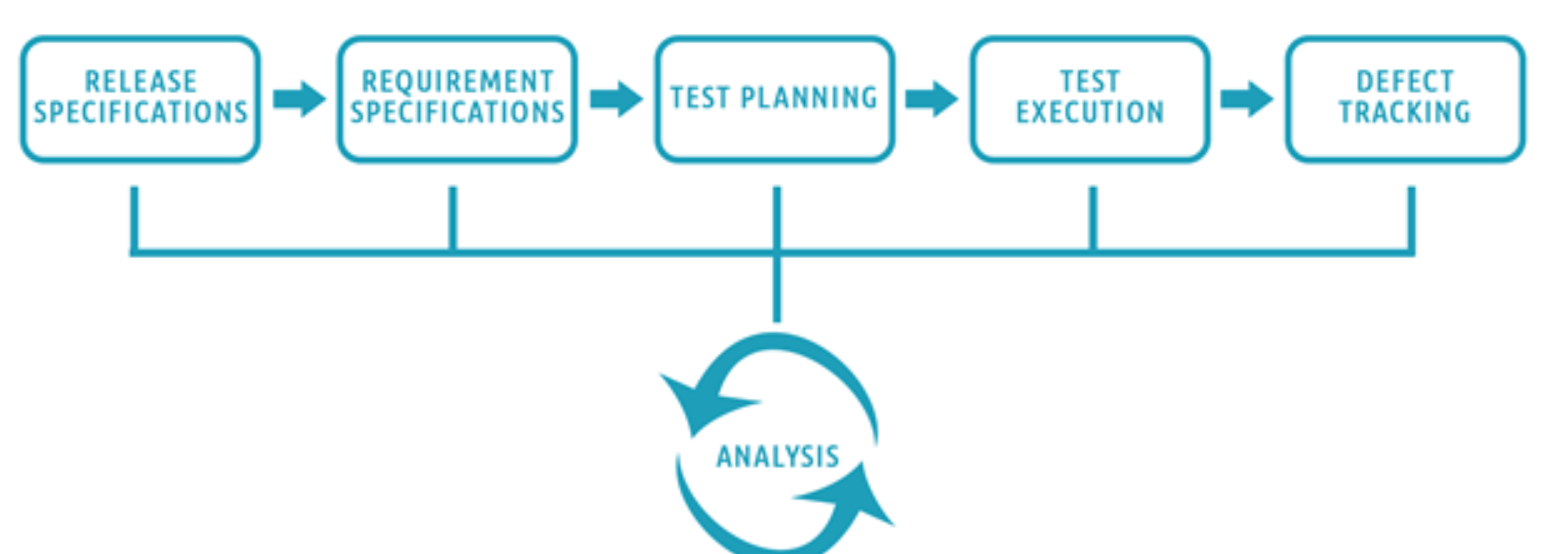 RELEASE
SPECIFICATIONS
REQUIREMENT
SPECIFICATIONS
TEST PLANNING
TEST
EXECUTION
DEFECT
TRACKING
ANALYSIS